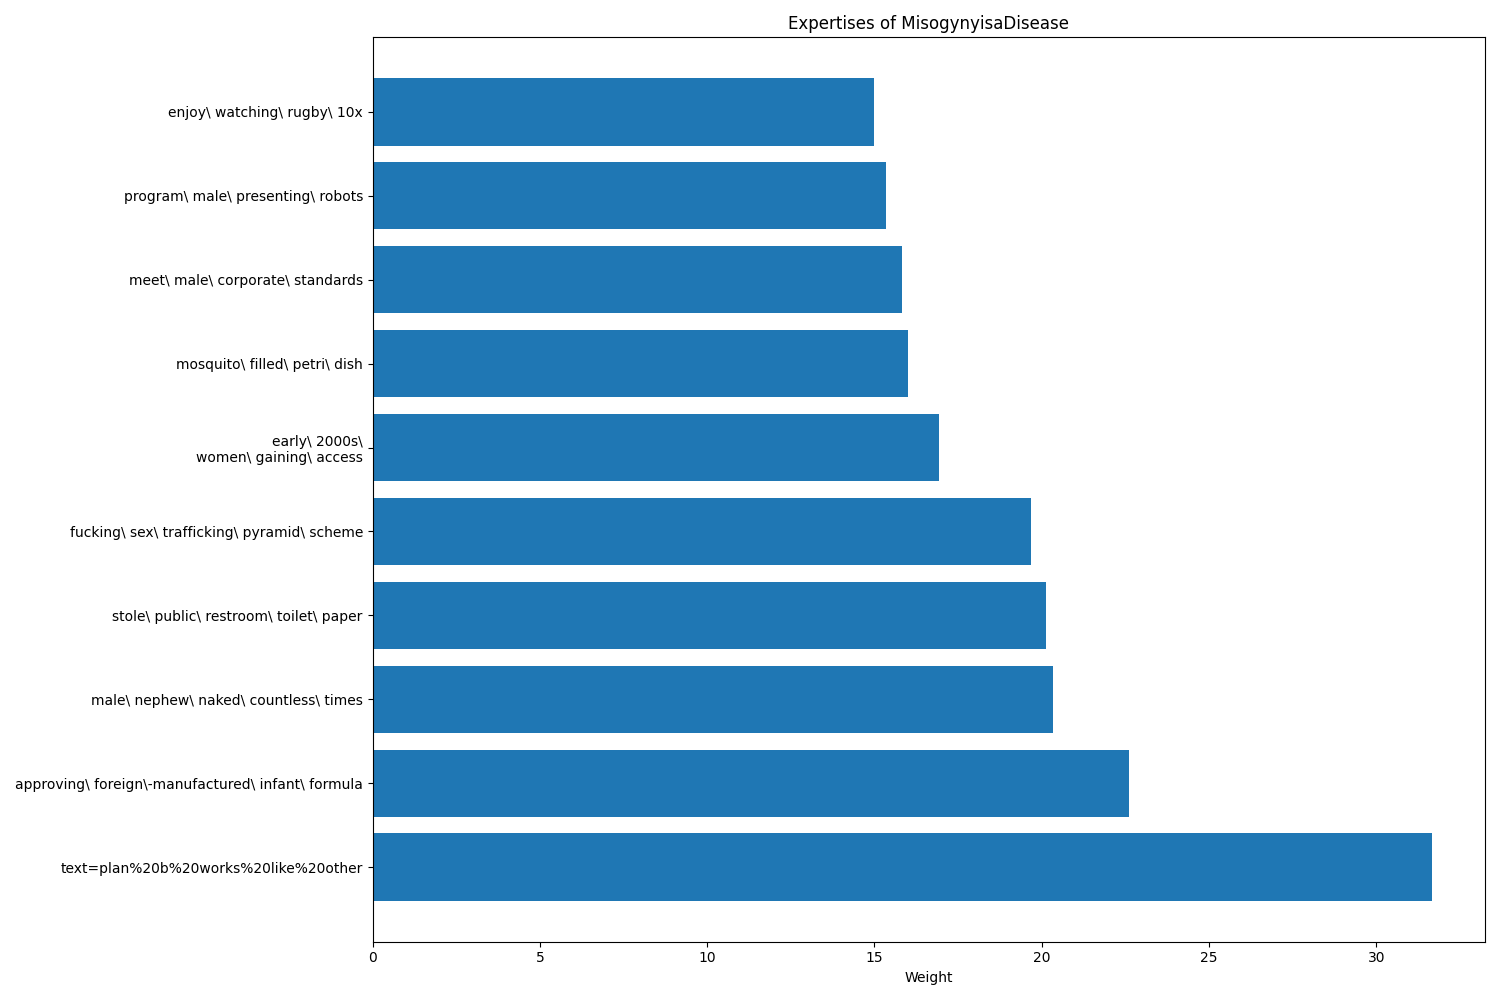 Expertises of MisogynyisaDisease
enjoy\ watching\ rugby\ 10x
program\ male\ presenting\ robots
meet\ male\ corporate\ standards
mosquito\ filled\ petri\ dish
early\ 2000s\
women\ gaining\ access
fucking\ sex\ trafficking\ pyramid\ scheme
stole\ public\ restroom\ toilet\ paper
male\ nephew\ naked\ countless\ times
approving\ foreign\-manufactured\ infant\ formula
text=plan%20b%20works%20like%20other
0 5 10 15 20 25 30
Weight